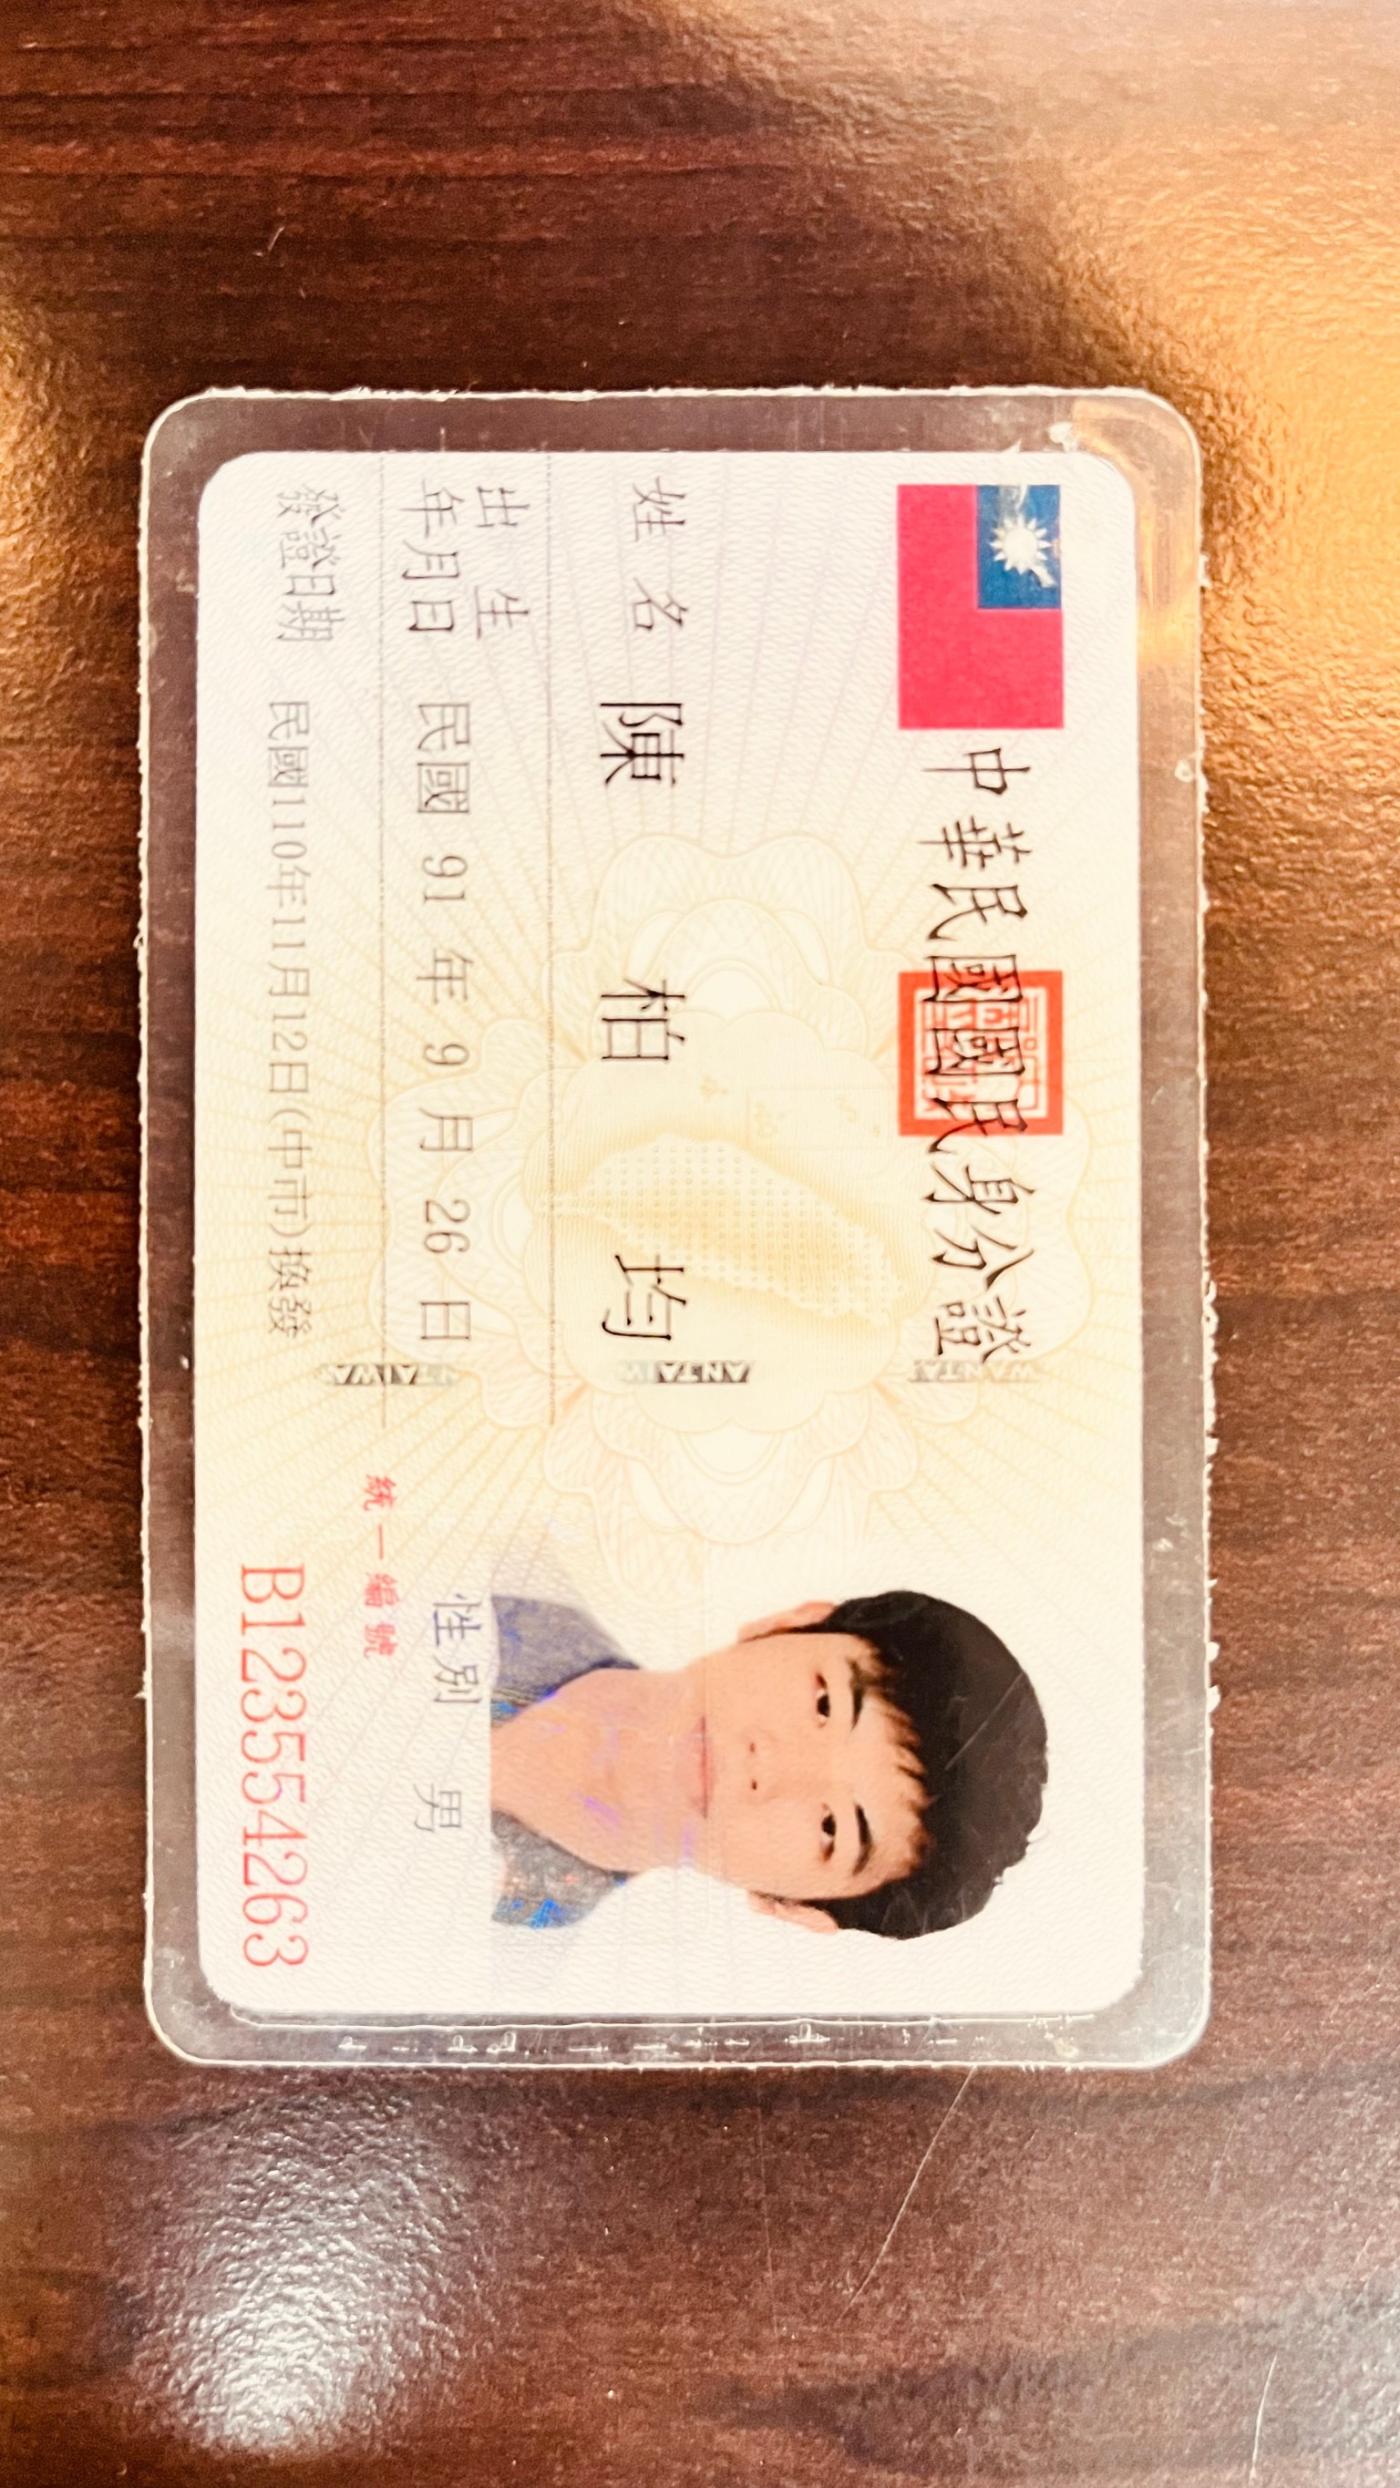 中華民國國民身分證
姓名 陳柏均
出生年月日 民國 91 年 9 月 26 日
性別 男
發證日期 民國110年11月12日(中市)換發
統一編號
B123554263